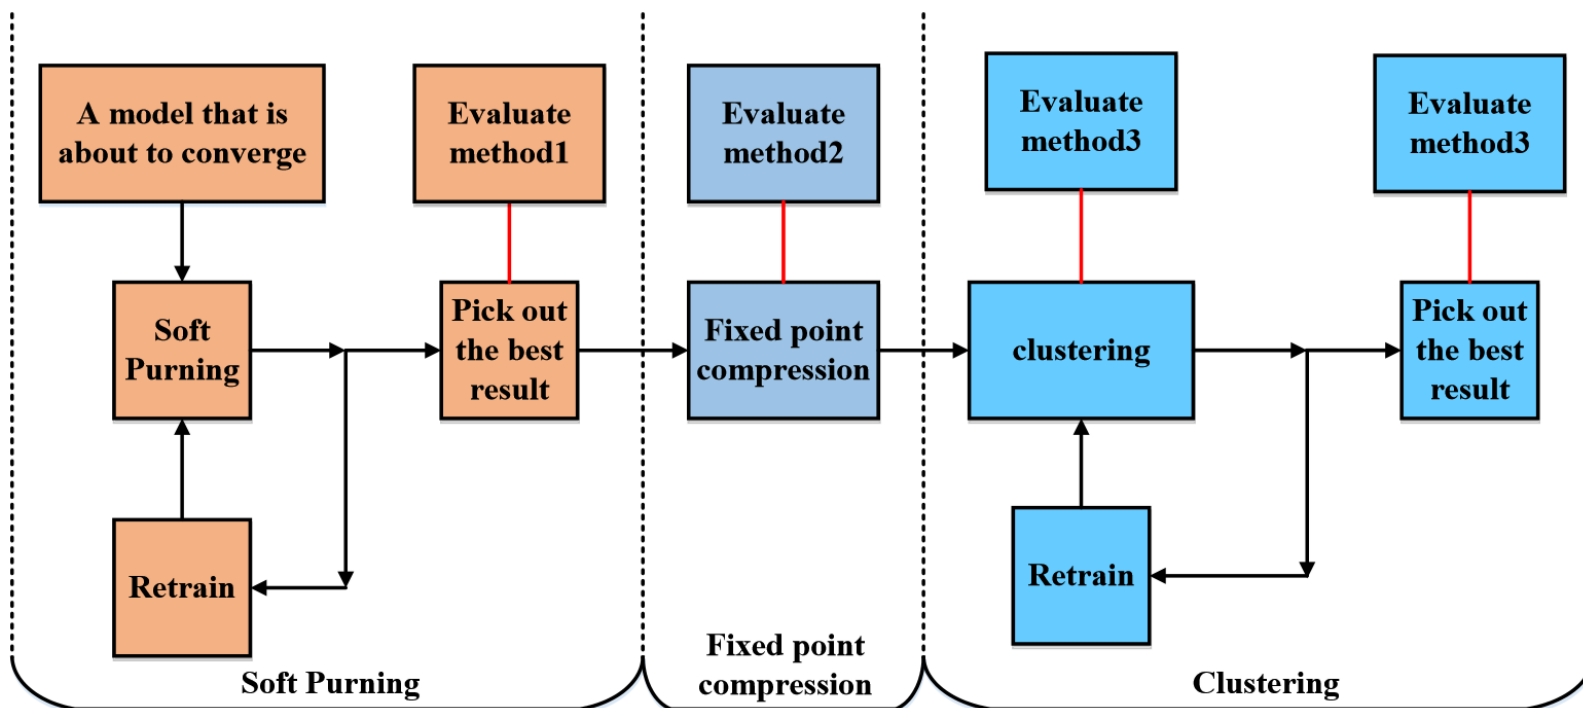 A model that is
about to converge
Evaluate
method1
Evaluate
method2
Evaluate
method3
Evaluate
method3
Soft
Purning
Pick out
the best
result
Fixed point
compression
clustering
Pick out
the best
result
Retrain
Retrain
Soft Purning
Fixed point
compression
Clustering